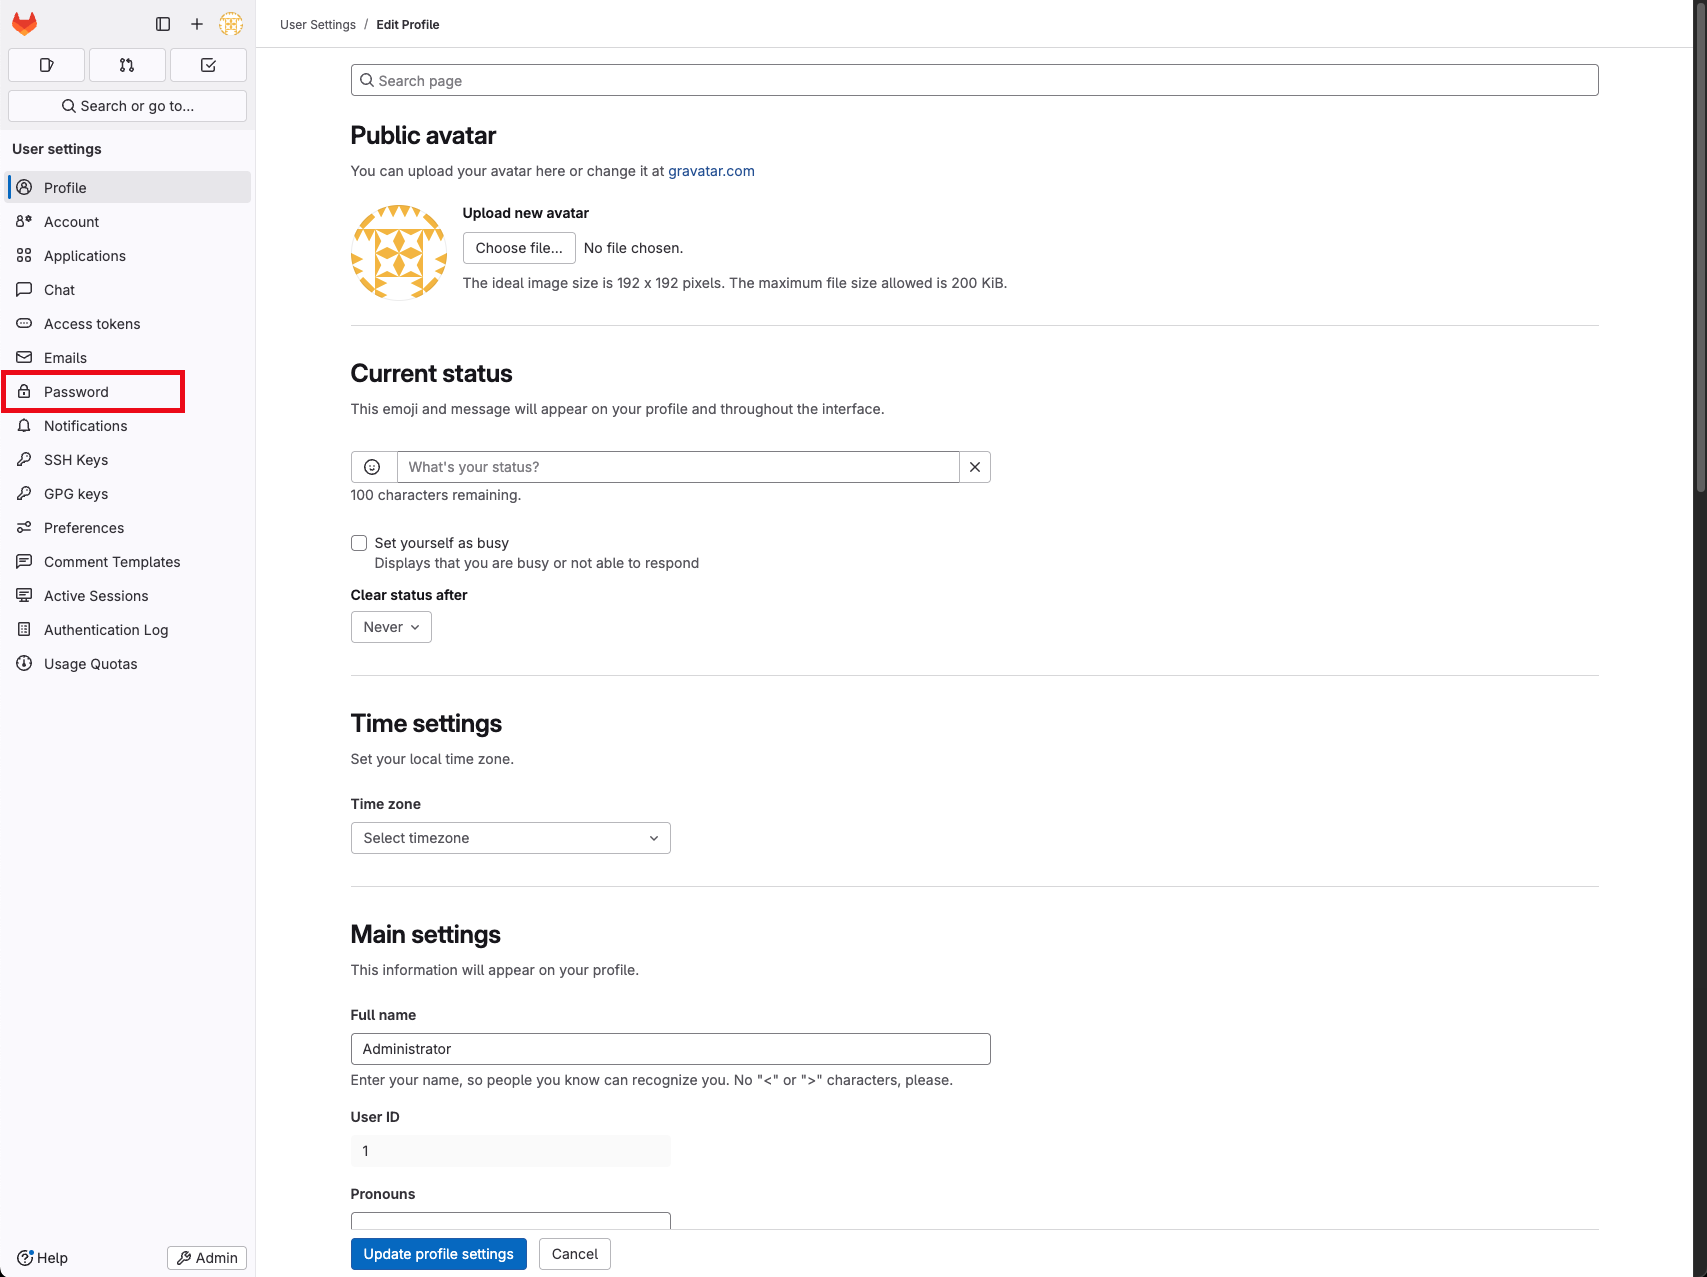 User Settings / Edit Profile
Search or go to...
User settings
Profile
Account
Applications
Chat
Access tokens
Emails
Password
Notifications
SSH Keys
GPG keys
Preferences
Comment Templates
Active Sessions
Authentication Log
Usage Quotas
Help
Admin
Search page
Public avatar
You can upload your avatar here or change it at gravatar.com
Upload new avatar
Choose file... No file chosen.
The ideal image size is 192 x 192 pixels. The maximum file size allowed is 200 KiB.
Current status
This emoji and message will appear on your profile and throughout the interface.
What's your status?
100 characters remaining.
Set yourself as busy
Displays that you are busy or not able to respond
Clear status after
Never
Time settings
Set your local time zone.
Time zone
Select timezone
Main settings
This information will appear on your profile.
Full name
Administrator
Enter your name, so people you know can recognize you. No "<" or ">" characters, please.
User ID
1
Pronouns
Update profile settings
Cancel